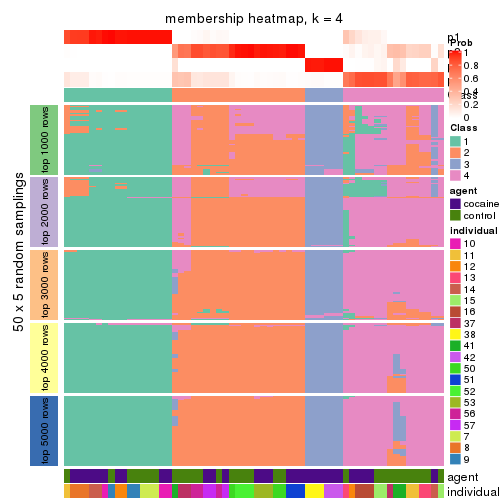 membership heatmap, k = 4
50 x 5 random samplings
top 1000 rows
top 2000 rows
top 3000 rows
top 4000 rows
top 5000 rows
p1
Prob
1
0.8
0.6
0.4
0.2
0
Class
1
2
3
4
agent
cocaine
control
individual
10
11
12
13
14
15
16
37
38
41
42
50
51
52
53
56
57
7
8
9
agent
individual